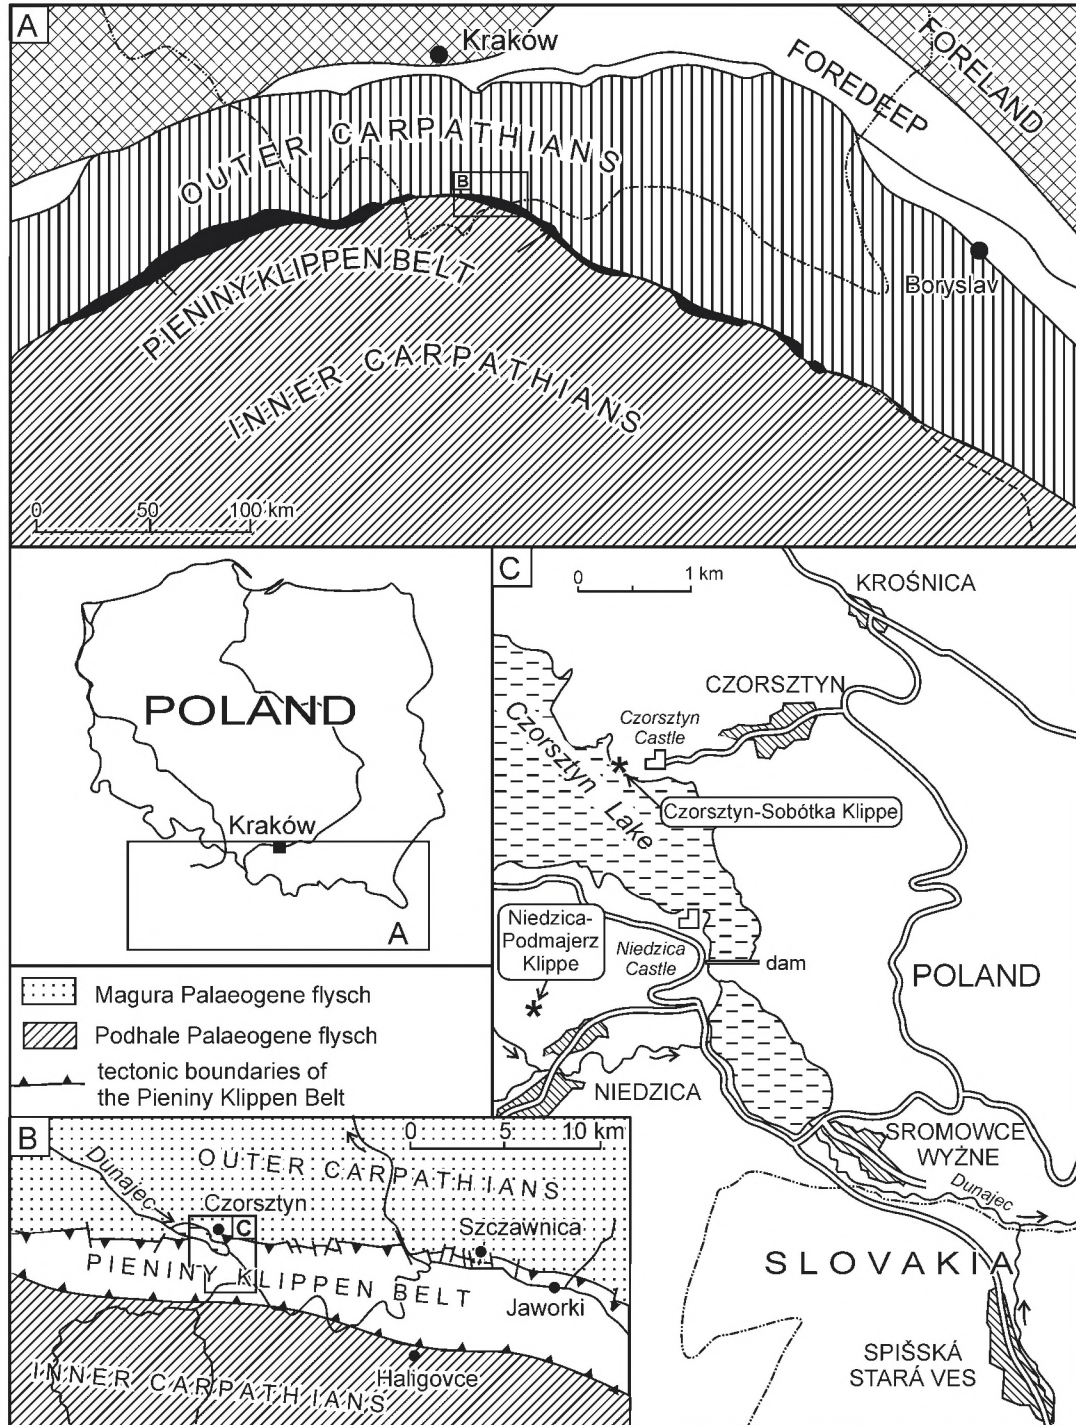 A
Kraków
FOREDEEP
FORELAND
OUTER CARPATHIANS
B
PIENINY KLIPPEN BELT
Boryslav
INNER CARPATHIANS
0 50 100 km
POLAND
Kraków
A
Magura Palaeogene flysch
Podhale Palaeogene flysch
tectonic boundaries of
the Pieniny Klippen Belt
B
0 5 10 km
OUTER CARPATHIANS
Dunajec
Czorsztyn
C
Szczawnica
PIENINY KLIPPEN BELT
Jaworki
Haligovce
INNER CARPATHIANS
C
0 1 km
KROŚNICA
CZORSZTYN
Czorsztyn
Castle
Czorsztyn Lake
Czorsztyn-Sobótka Klippe
Niedzica-
Podmajerz
Klippe
Niedzica
Castle
dam
POLAND
NIEDZICA
SROMOWCE
WYŻNE
Dunajec
SLOVAKIA
SPIŠSKÁ
STARÁ VES